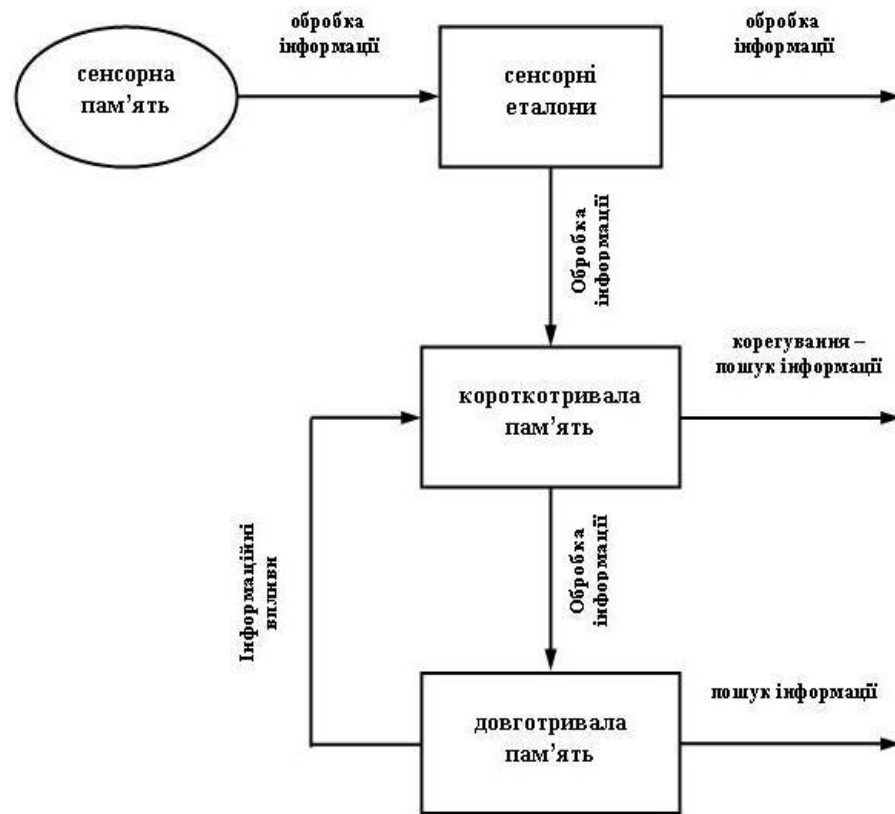 обробка
інформації
обробка
інформації
сенсорна
пам’ять
сенсорні
еталони
Обробка
інформації
корегування –
пошук інформації
короткотривала
пам’ять
Інформаційні
впливи
Обробка
інформації
пошук інформації
довготривала
пам’ять